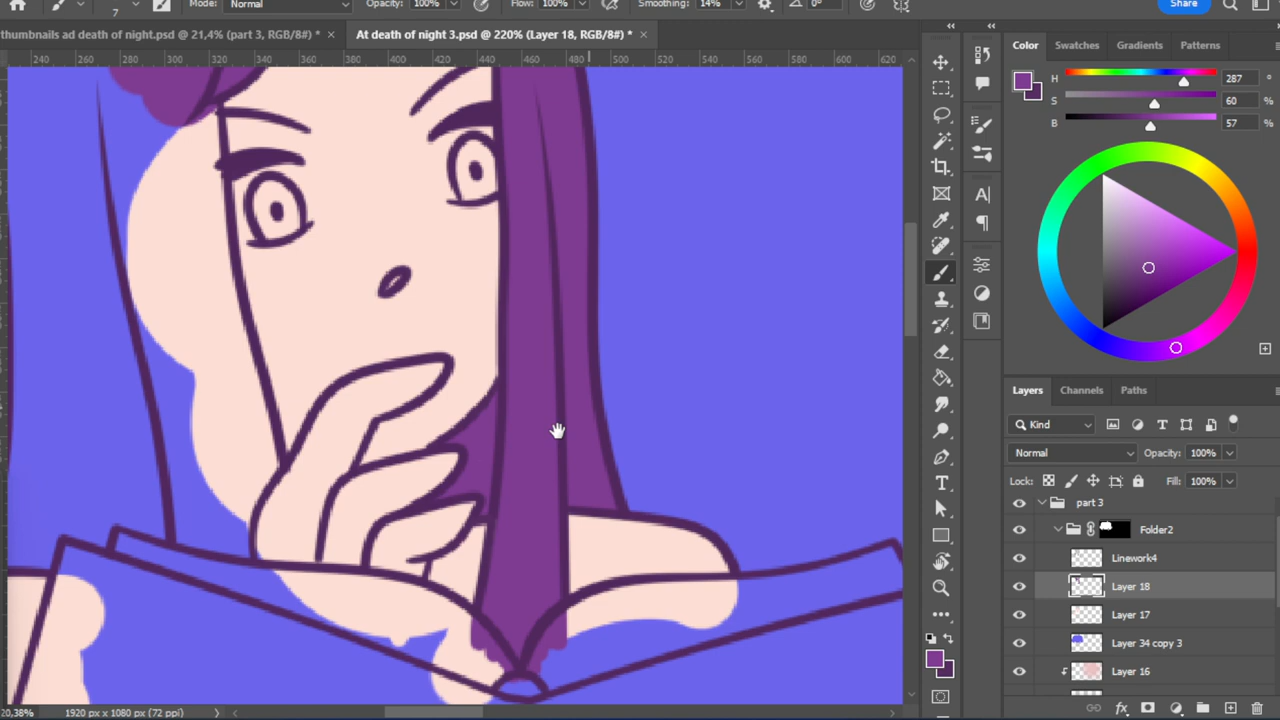 7 Mode: Normal Opacity: 100% Flow: 100% Smoothing: 14% 0° Share
thumbnails ad death of night.psd @ 21,4% (part 3, RGB/8#) * × At death of night 3.psd @ 220% (Layer 18, RGB/8#) * ×
240 260 280 300 320 340 360 380 400 420 440 460 480 500 520 540 560 580 600 620
Color Swatches Gradients Patterns
H 287 °
S 60 %
B 57 %
Layers Channels Paths
Kind
Normal Opacity: 100%
Lock: Fill: 100%
part 3
Folder2
Linework4
Layer 18
Layer 17
Layer 34 copy 3
Layer 16
20,38% 1920 px x 1080 px (72 ppi)